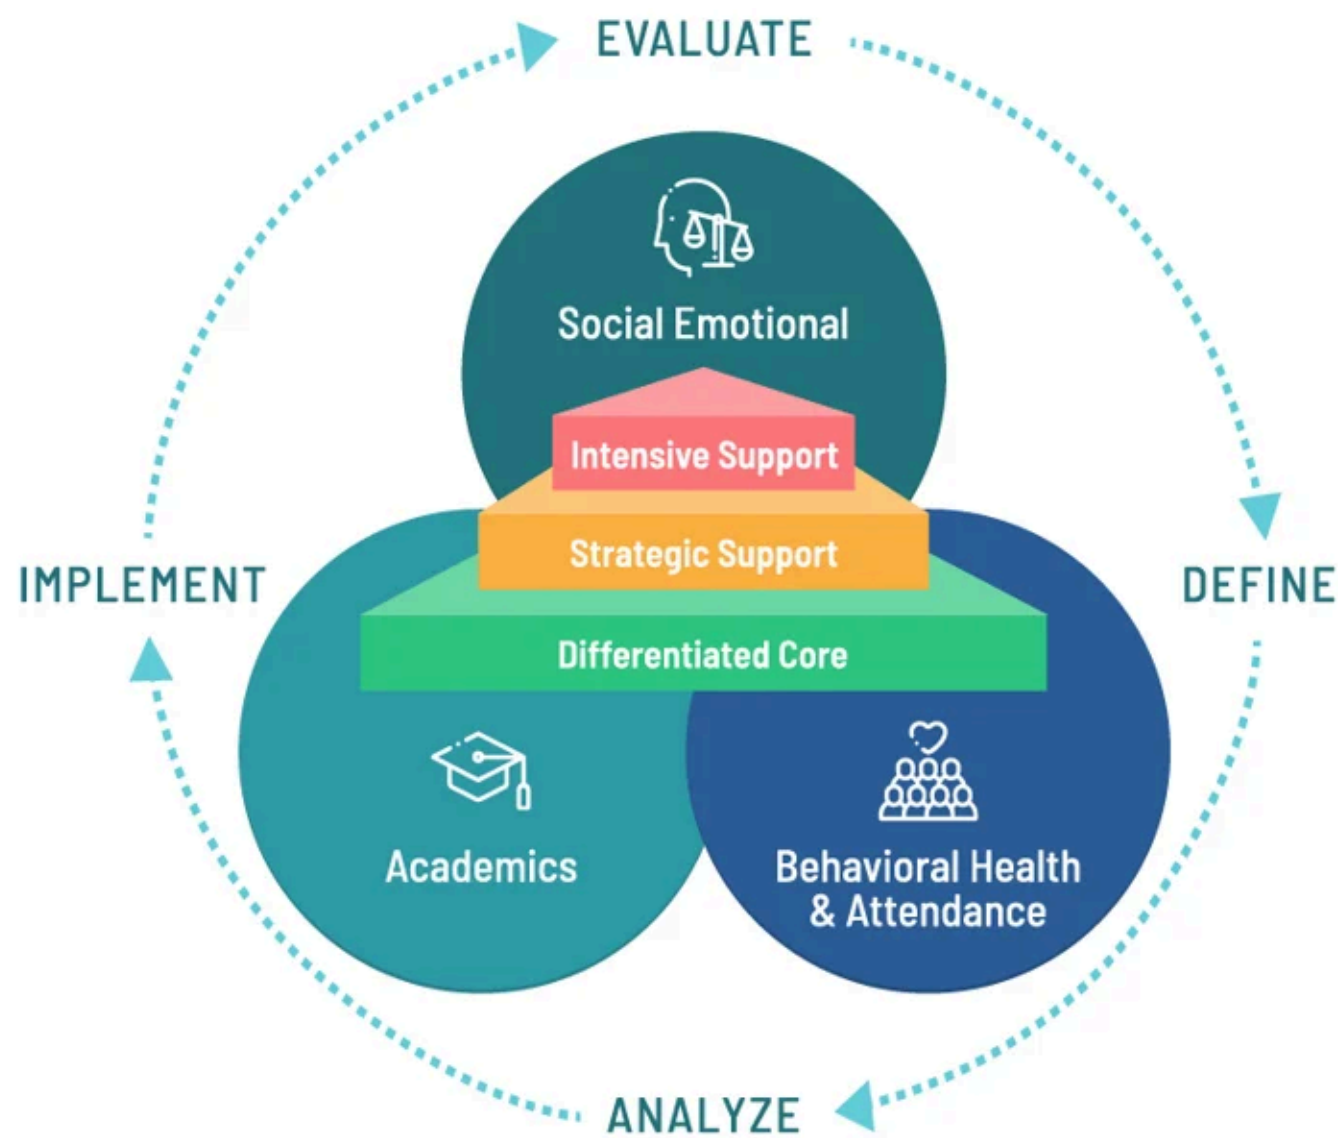 EVALUATE
Social Emotional
Intensive Support
Strategic Support
IMPLEMENT
DEFINE
Differentiated Core
Academics
Behavioral Health
& Attendance
ANALYZE